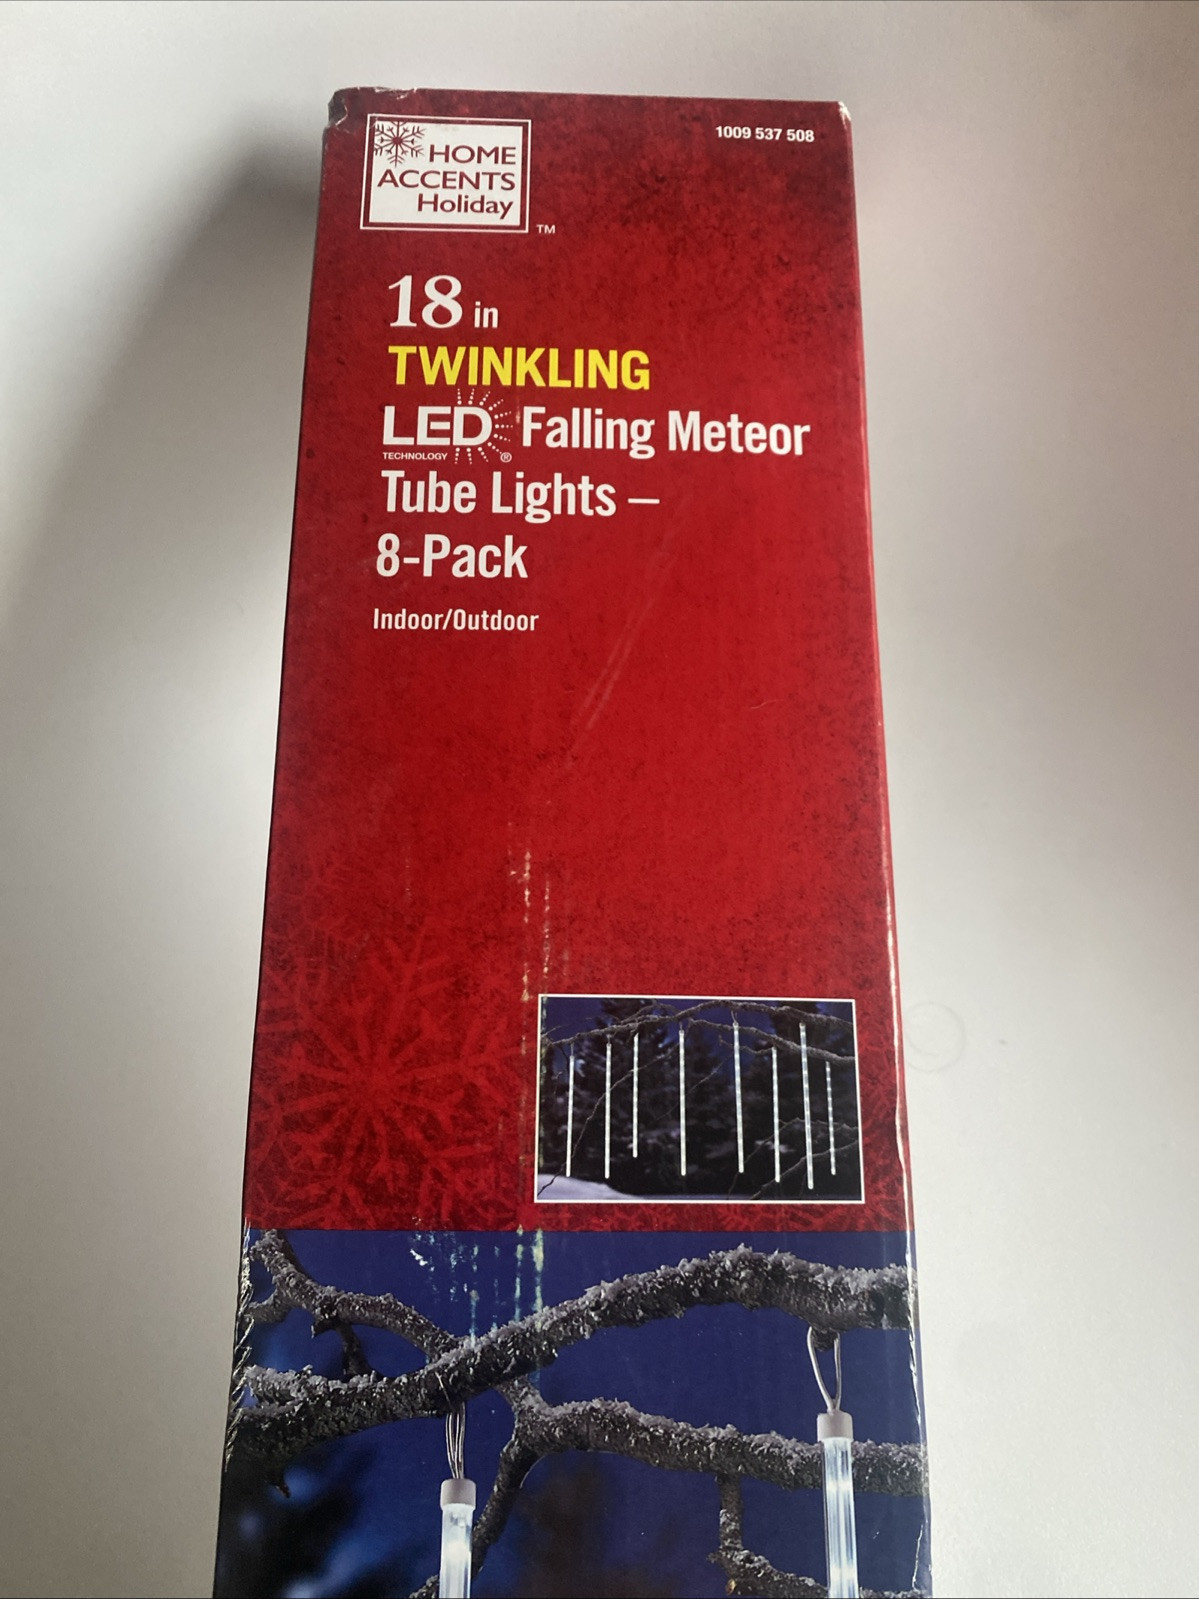 HOME
ACCENTS
Holiday
TM
1009 537 508
18 in
TWINKLING
LED Falling Meteor
TECHNOLOGY ®
Tube Lights –
8-Pack
Indoor/Outdoor